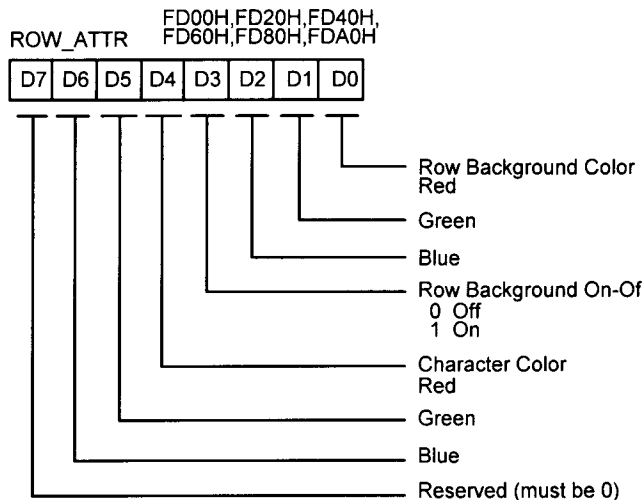 FD00H,FD20H,FD40H,
ROW_ATTR FD60H,FD80H,FDA0H
D7 D6 D5 D4 D3 D2 D1 D0
Row Background Color
Red
Green
Blue
Row Background On-Of
0 Off
1 On
Character Color
Red
Green
Blue
Reserved (must be 0)